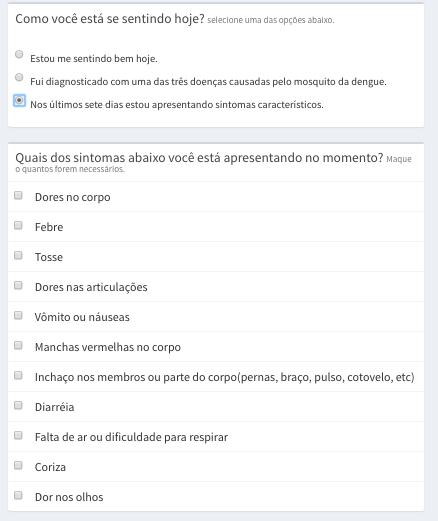 Como você está se sentindo hoje? selecione uma das opções abaixo.
Estou me sentindo bem hoje.
Fui diagnosticado com uma das três doenças causadas pelo mosquito da dengue.
Nos últimos sete dias estou apresentando sintomas característicos.
Quais dos sintomas abaixo você está apresentando no momento? Maque
o quantos forem necessários.
Dores no corpo
Febre
Tosse
Dores nas articulações
Vômito ou náuseas
Manchas vermelhas no corpo
Inchaço nos membros ou parte do corpo(pernas, braço, pulso, cotovelo, etc)
Diarréia
Falta de ar ou dificuldade para respirar
Coriza
Dor nos olhos